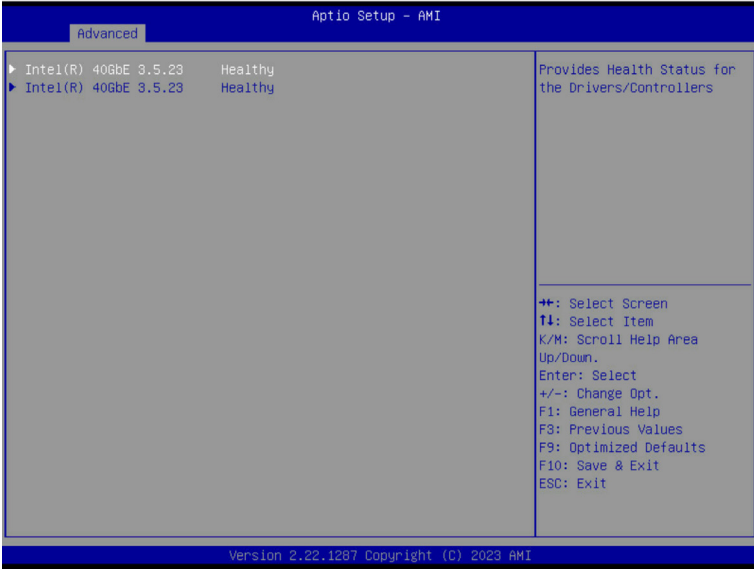 Aptio Setup - AMI
Advanced
Intel(R) 40GbE 3.5.23 Healthy
Intel(R) 40GbE 3.5.23 Healthy
Provides Health Status for
the Drivers/Controllers
→←: Select Screen
↑↓: Select Item
K/M: Scroll Help Area
Up/Down.
Enter: Select
+/-: Change Opt.
F1: General Help
F3: Previous Values
F9: Optimized Defaults
F10: Save & Exit
ESC: Exit
Version 2.22.1287 Copyright (C) 2023 AMI